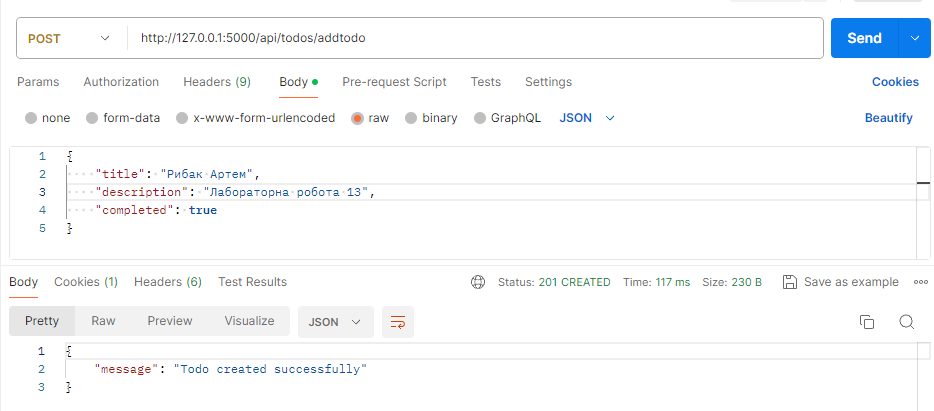 POST http://127.0.0.1:5000/api/todos/addtodo Send
Params Authorization Headers (9) Body Pre-request Script Tests Settings Cookies
none form-data x-www-form-urlencoded raw binary GraphQL JSON Beautify
1 {
2 "title": "Рибак Артем",
3 "description": "Лабораторна робота 13",
4 "completed": true
5 }
Body Cookies (1) Headers (6) Test Results Status: 201 CREATED Time: 117 ms Size: 230 B Save as example
Pretty Raw Preview Visualize JSON
1 {
2 "message": "Todo created successfully"
3 }